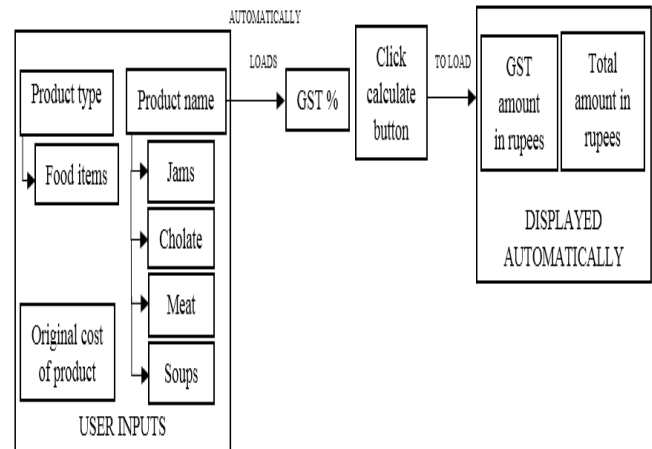 AUTOMATICALLY
Product type
Food items
Original cost
of product
Product name
Jams
Cholate
Meat
Soups
USER INPUTS
LOADS
GST %
Click
calculate
button
TO LOAD
GST
amount
in rupees
Total
amount in
rupees
DISPLAYED
AUTOMATICALLY